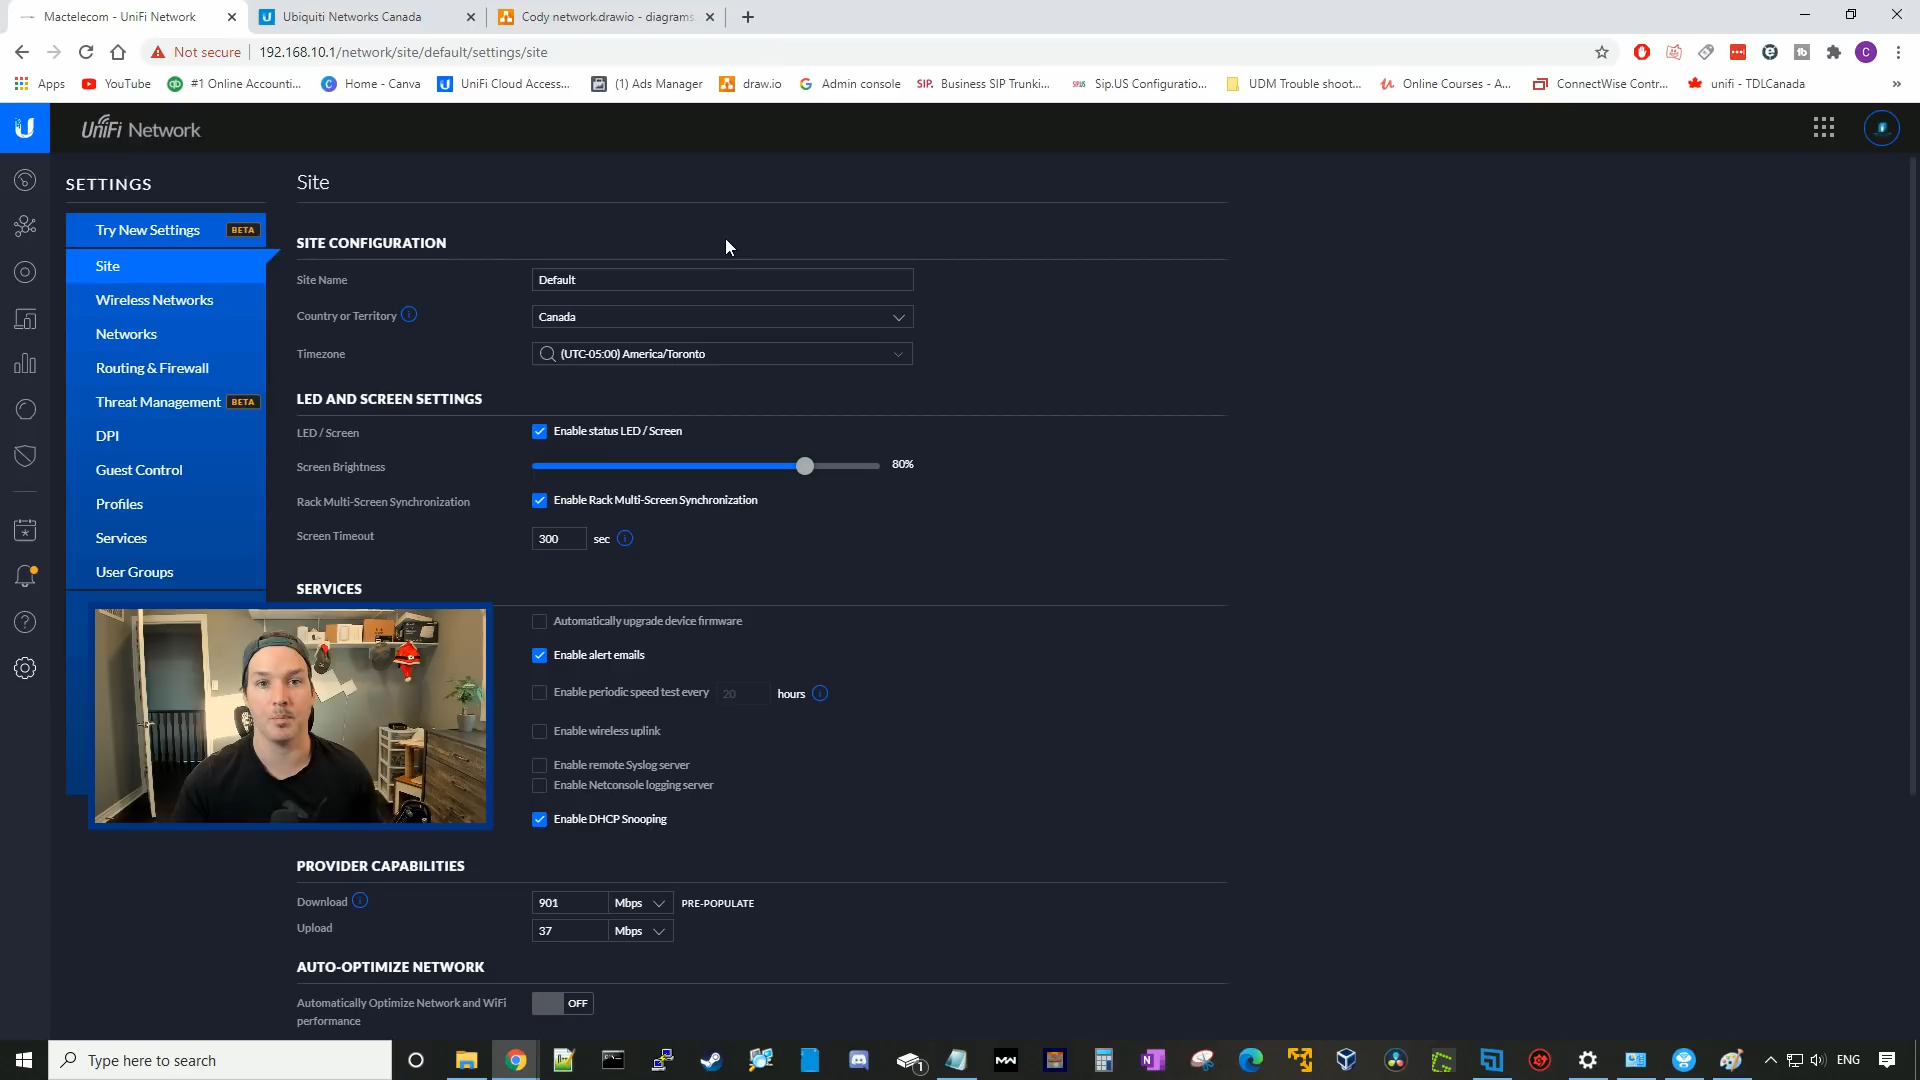 Mactelecom - UniFi Network
Ubiquiti Networks Canada
Cody network.drawio - diagrams
Not secure
192.168.10.1/network/site/default/settings/site
C
Apps
YouTube
#1 Online Accounti...
Home - Canva
UniFi Cloud Access...
(1) Ads Manager
draw.io
Admin console
SIP. Business SIP Trunki...
Sip.US Configuratio...
UDM Trouble shoot...
Online Courses - A...
ConnectWise Contr...
unifi - TDLCanada
UniFi Network
SETTINGS
Try New Settings BETA
Site
Wireless Networks
Networks
Routing & Firewall
Threat Management BETA
DPI
Guest Control
Profiles
Services
User Groups
Site
SITE CONFIGURATION
Site Name Default
Country or Territory Canada
Timezone (UTC-05:00) America/Toronto
LED AND SCREEN SETTINGS
LED / Screen Enable status LED / Screen
Screen Brightness 80%
Rack Multi-Screen Synchronization Enable Rack Multi-Screen Synchronization
Screen Timeout 300 sec
SERVICES
Automatically upgrade device firmware
Enable alert emails
Enable periodic speed test every 20 hours
Enable wireless uplink
Enable remote Syslog server
Enable Netconsole logging server
Enable DHCP Snooping
PROVIDER CAPABILITIES
Download 901 Mbps PRE-POPULATE
Upload 37 Mbps
AUTO-OPTIMIZE NETWORK
Automatically Optimize Network and WiFi
performance
OFF
Type here to search
ENG